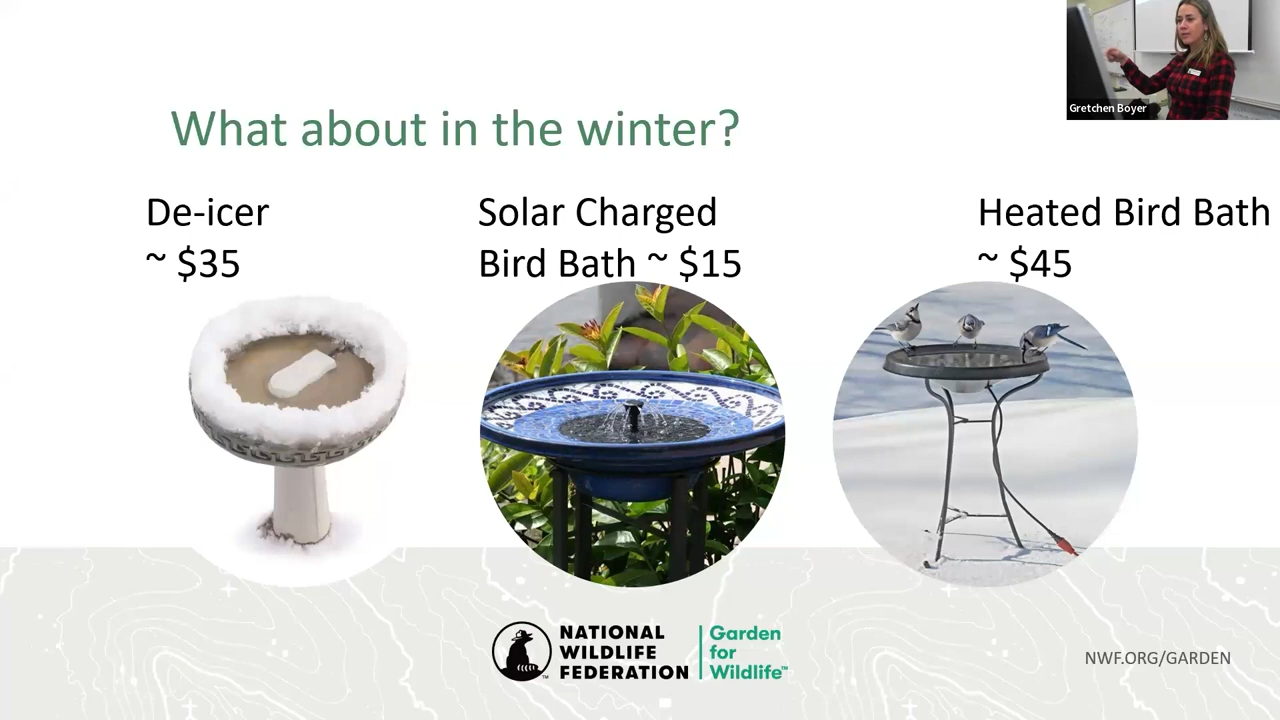 Gretchen Boyer
What about in the winter?
De-icer
~ $35
Solar Charged
Bird Bath ~ $15
Heated Bird Bath
~ $45
NATIONAL
WILDLIFE
FEDERATION
™
Garden
for
Wildlife™
NWF.ORG/GARDEN